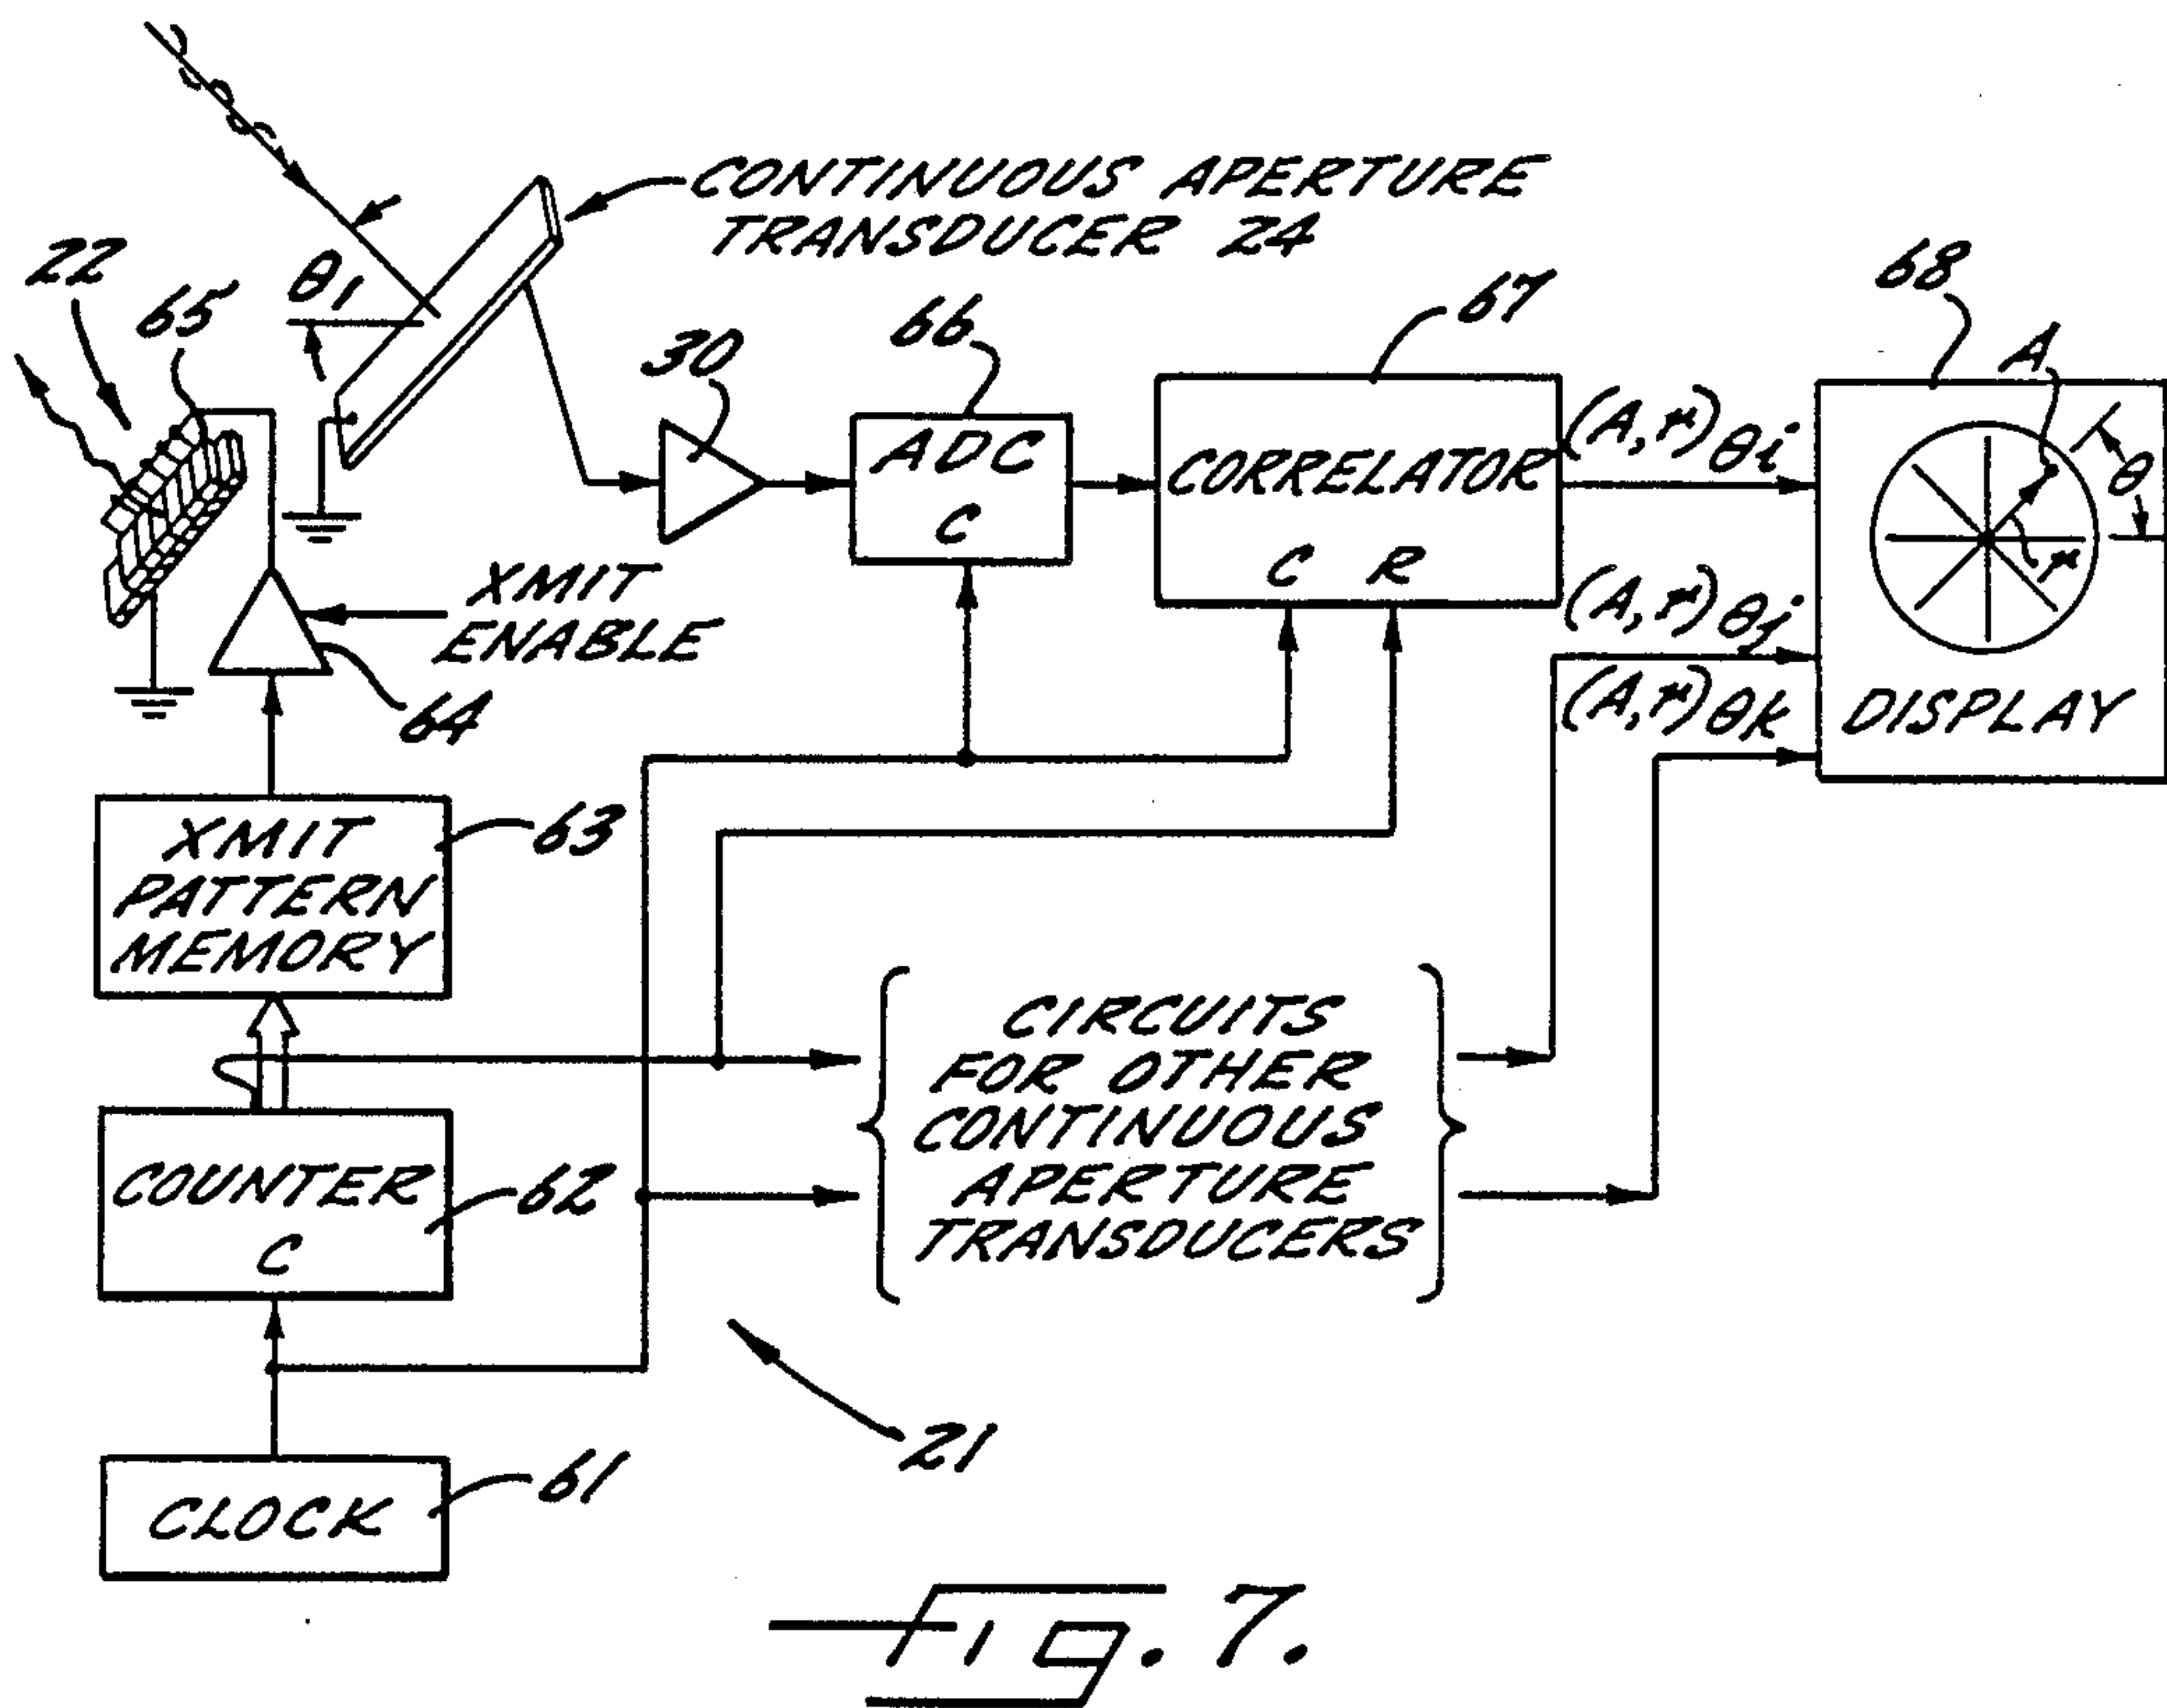 CONTINUOUS APERTURE
TRANSDUCER 24
22
65
θ1
30
66
67
68
A
ADC
C
CORRELATOR
C R
(A,r)θi
(A,r)θj
(A,r)θk
θ
r
DISPLAY
XMIT
ENABLE
64
XMIT
PATTERN
MEMORY
63
COUNTER
C
62
CIRCUITS
FOR OTHER
CONTINUOUS
APERTURE
TRANSDUCERS
21
CLOCK
61
Fig. 7.